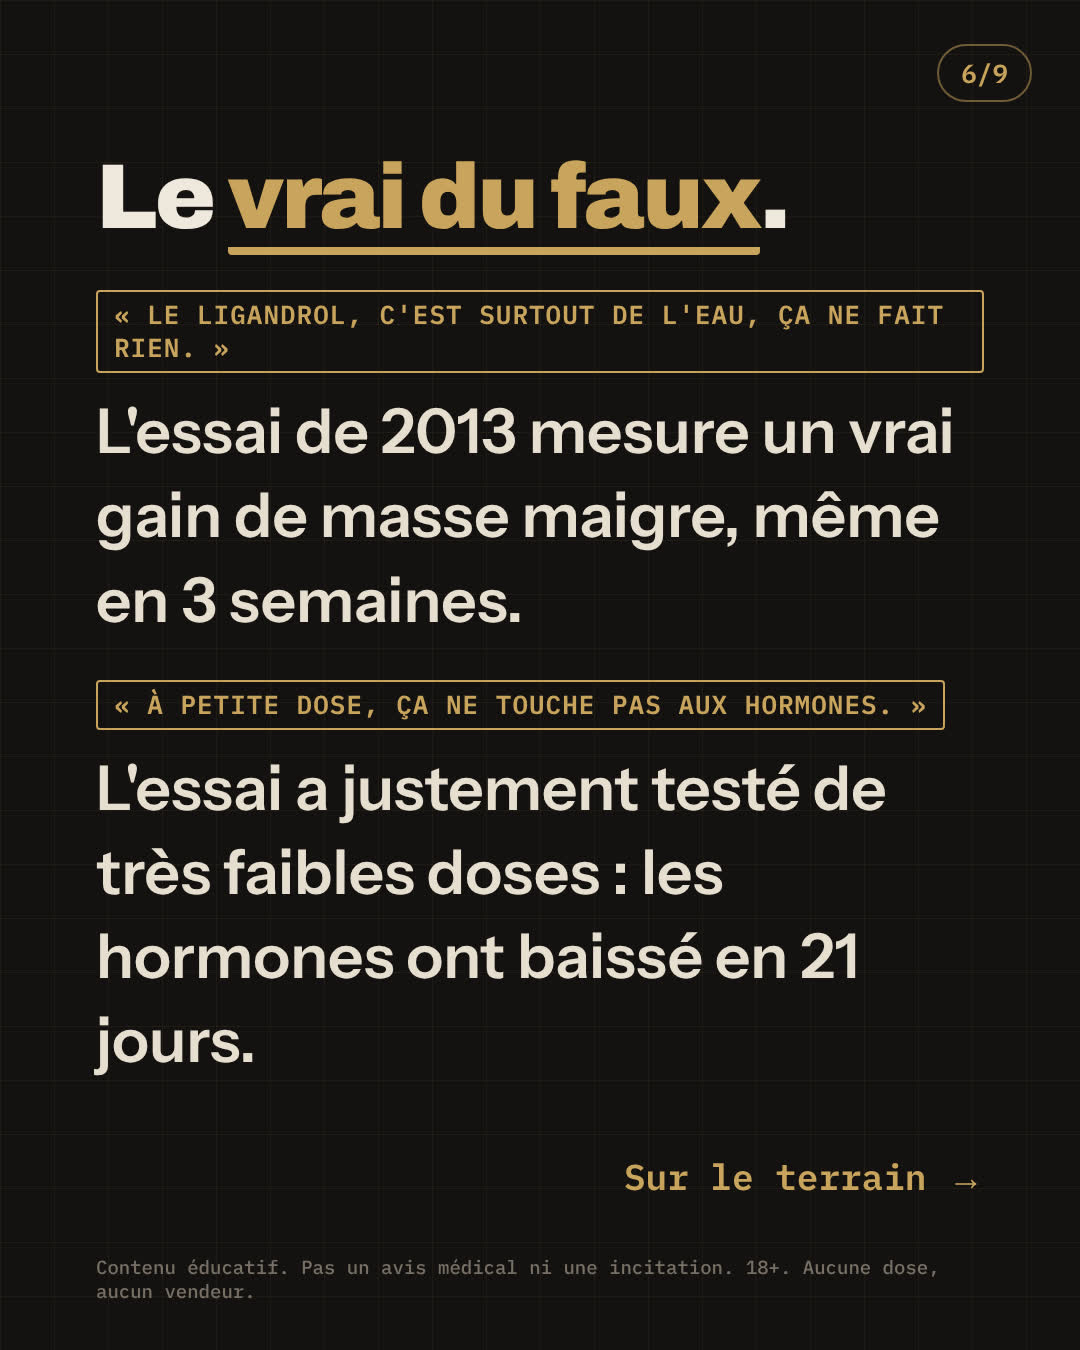 6/9
Le vrai du faux.
« LE LIGANDROL, C'EST SURTOUT DE L'EAU, ÇA NE FAIT
RIEN. »
L'essai de 2013 mesure un vrai
gain de masse maigre, même
en 3 semaines.
« À PETITE DOSE, ÇA NE TOUCHE PAS AUX HORMONES. »
L'essai a justement testé de
très faibles doses : les
hormones ont baissé en 21
jours.
Sur le terrain →
Contenu éducatif. Pas un avis médical ni une incitation. 18+. Aucune dose,
aucun vendeur.